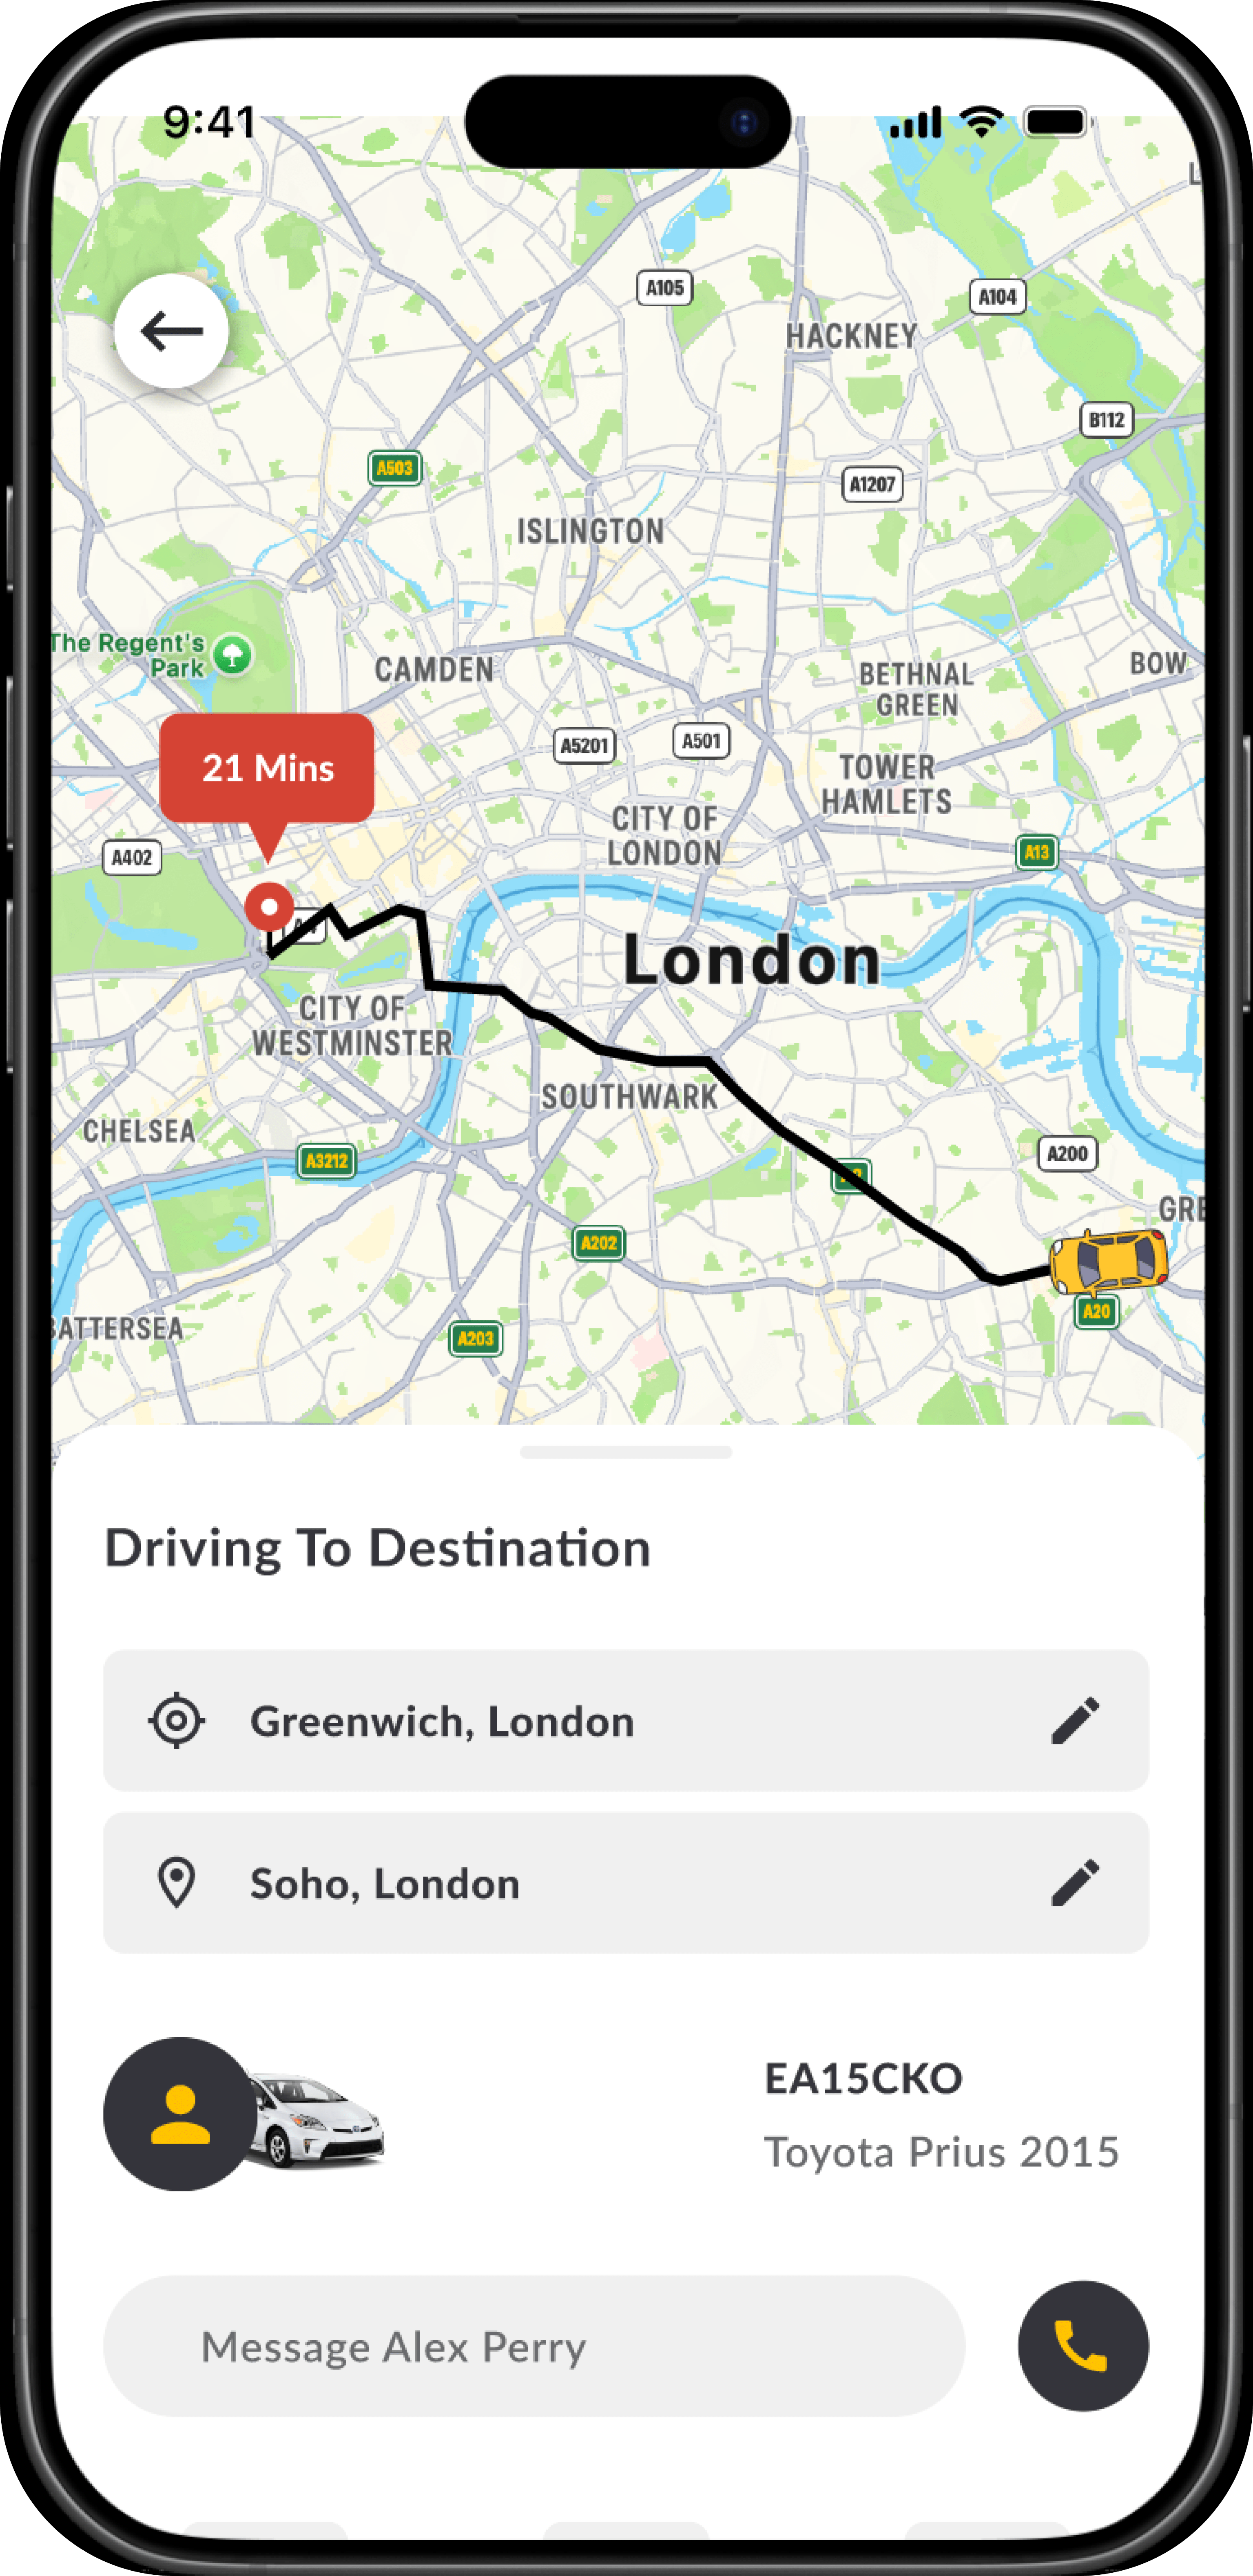 9:41
A105
A104
HACKNEY
B112
A503
A1207
ISLINGTON
The Regent's
Park
CAMDEN
BETHNAL
GREEN
BOW
21 Mins
A5201
A501
TOWER
HAMLETS
CITY OF
LONDON
A402
A13
London
CITY OF
WESTMINSTER
SOUTHWARK
CHELSEA
A3212
A200
GRE
A202
A20
BATTERSEA
A203
Driving To Destination
Greenwich, London
Soho, London
EA15CKO
Toyota Prius 2015
Message Alex Perry